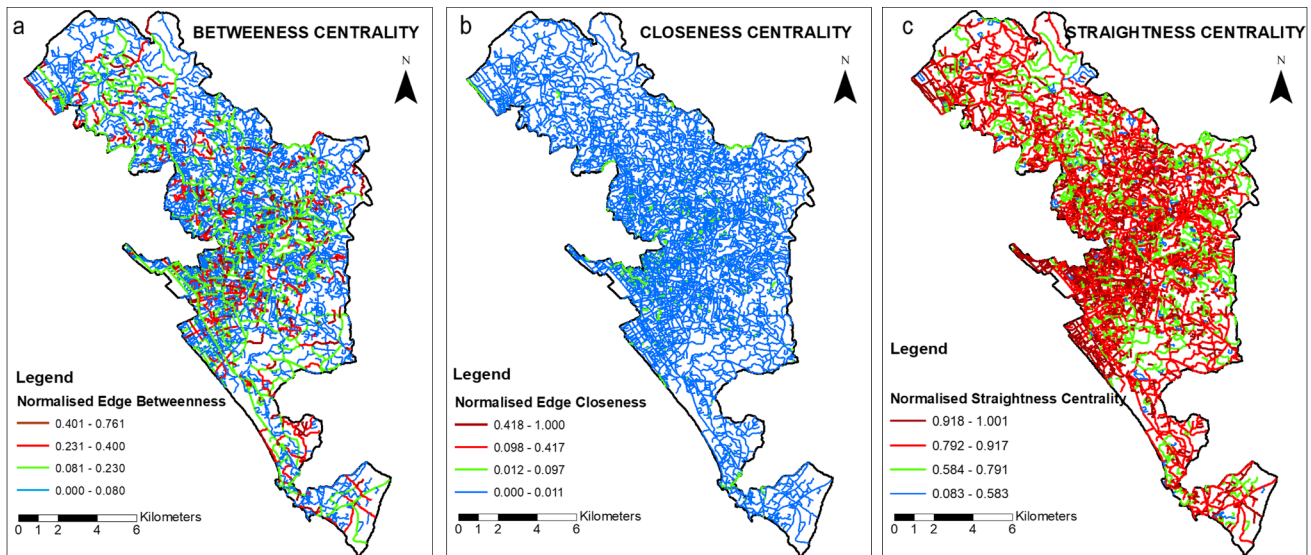 a
BETWEENESS CENTRALITY
N
Legend
Normalised Edge Betweenness
0.401 - 0.761
0.231 - 0.400
0.081 - 0.230
0.000 - 0.080
Kilometers
0 1 2 4 6
b
CLOSENESS CENTRALITY
N
Legend
Normalised Edge Closeness
0.418 - 1.000
0.098 - 0.417
0.012 - 0.097
0.000 - 0.011
Kilometers
0 1 2 4 6
c
STRAIGHTNESS CENTRALITY
N
Legend
Normalised Straightness Centrality
0.918 - 1.001
0.792 - 0.917
0.584 - 0.791
0.083 - 0.583
Kilometers
0 1 2 4 6